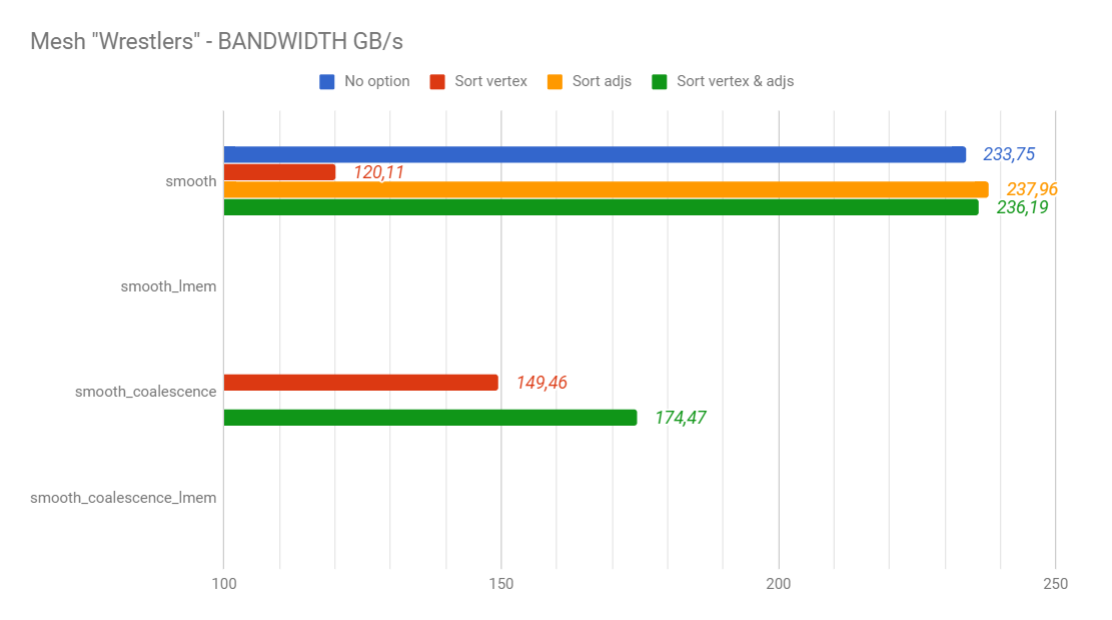 Mesh "Wrestlers" - BANDWIDTH GB/s
No option Sort vertex Sort adjs Sort vertex & adjs
smooth
233,75
120,11
237,96
236,19
smooth_lmem
smooth_coalescence
149,46
174,47
smooth_coalescence_lmem
100 150 200 250